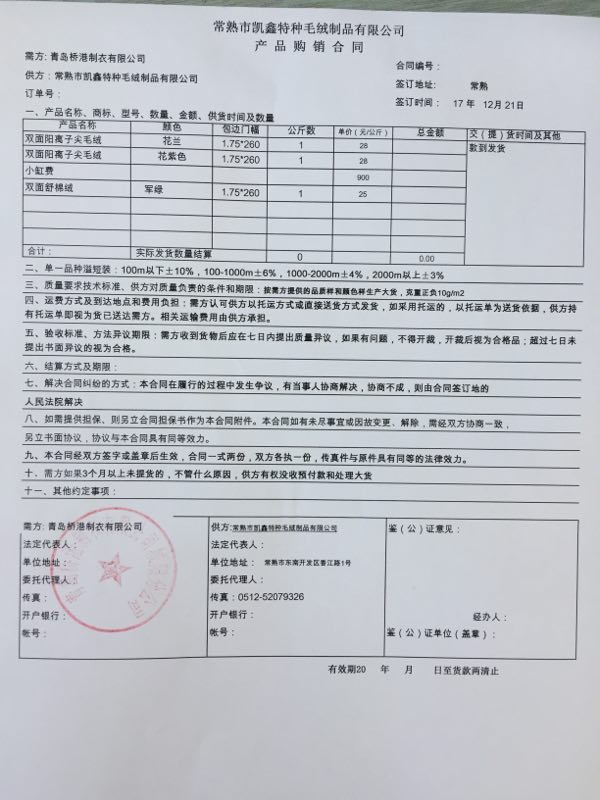 常熟市凯鑫特种毛绒制品有限公司
产品购销合同
需方: 青岛桥港制衣有限公司
合同编号:
供方: 常熟市凯鑫特种毛绒制品有限公司
签订地址: 常熟
订单号:
签订时间: 17 年 12月 21日
一、产品名称、商标、型号、数量、金额、供货时间及数量
产品名称 颜色 包边门幅 公斤数 单价(元/公斤) 总金额 交（提）货时间及其他
双面阳离子尖毛绒 花兰 1.75*260 1 28 款到发货
双面阳离子尖毛绒 花紫色 1.75*260 1 28
小缸费 900
双面舒棉绒 军绿 1.75*260 1 25
合计: 实际发货数量结算 0 0.00
二、单一品种溢短装: 100m以下±10%, 100-1000m±6%, 1000-2000m±4%, 2000m以上±3%
三、质量要求技术标准、供方对质量负责的条件和期限: 按需方提供的品质样和颜色样生产大货，克重正负10g/m2
四、运费方式及到达地点和费用负担: 需方认可供方以托运方式或直接送货方式发货，如采用托运的，以托运单为送货依据，供方持
有托运单即视为货已送达需方。相关运输费用由供方承担。
五、验收标准、方法异议期限: 需方收到货物后应在七日内提出质量异议，如果有问题，不得开裁，开裁后视为合格品；超过七日未
提出书面异议的视为合格。
六、结算方式及期限:
七、解决合同纠纷的方式: 本合同在履行的过程中发生争议，有当事人协商解决，协商不成，则由合同签订地的
人民法院解决
八、如需提供担保、则另立合同担保书作为本合同附件。本合同如有未尽事宜或因故变更、解除，需经双方协商一致，
另立书面协议，协议与本合同具有同等效力。
九、本合同经双方签字或盖章后生效，合同一式两份，双方各执一份，传真件与原件具有同等的法律效力。
十、需方如果3个月以上未提货的，不管什么原因，供方有权没收预付款和处理大货
十一、其他约定事项:
需方: 青岛桥港制衣有限公司 供方:常熟市凯鑫特种毛绒制品有限公司 鉴（公）证意见:
法定代表人: 法定代表人:
单位地址: 单位地址: 常熟市东南开发区香江路1号
委托代理人: 委托代理人:
传真: 传真:0512-52079326
开户银行: 开户银行: 经办人:
帐号: 帐号: 鉴（公）证单位（盖章）:
有效期20 年 月 日至货款两清止